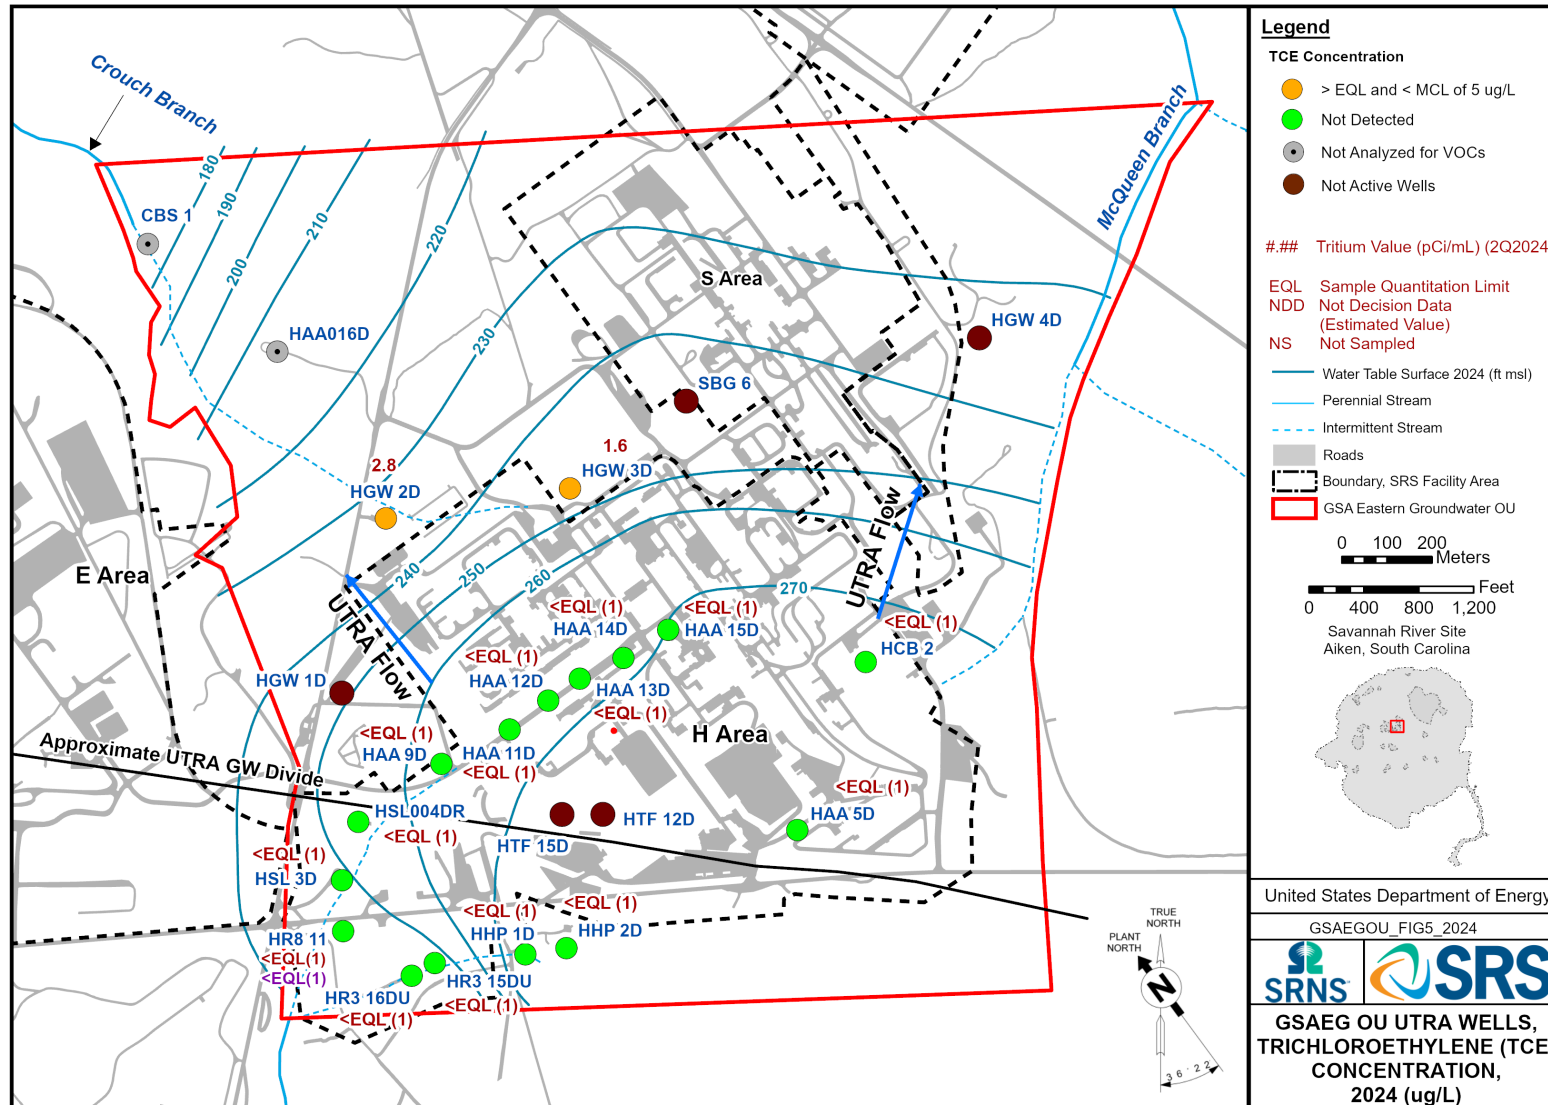 Crouch Branch
McQueen Branch
180
190
200
210
220
230
240
250
260
270
CBS 1
HAA016D
S Area
HGW 4D
SBG 6
1.6
HGW 3D
2.8
HGW 2D
E Area
UTRA Flow
UTRA Flow
<EQL (1)
HAA 14D
<EQL (1)
HAA 15D
<EQL (1)
HCB 2
<EQL (1)
HAA 12D
HAA 13D
<EQL (1)
HGW 1D
<EQL (1)
HAA 9D
HAA 11D
<EQL (1)
H Area
Approximate UTRA GW Divide
HSL004DR
<EQL (1)
HTF 12D
HTF 15D
<EQL (1)
HAA 5D
<EQL (1)
HSL 3D
<EQL (1)
HHP 1D
<EQL (1)
HHP 2D
HR8 11
<EQL(1)
<EQL(1)
HR3 15DU
<EQL (1)
HR3 16DU
<EQL (1)
TRUE
NORTH
PLANT
NORTH
N
36°22'
Legend
TCE Concentration
> EQL and < MCL of 5 ug/L
Not Detected
Not Analyzed for VOCs
Not Active Wells
#.## Tritium Value (pCi/mL) (2Q2024
EQL Sample Quantitation Limit
NDD Not Decision Data
(Estimated Value)
NS Not Sampled
Water Table Surface 2024 (ft msl)
Perennial Stream
Intermittent Stream
Roads
Boundary, SRS Facility Area
GSA Eastern Groundwater OU
0 100 200
Meters
Feet
0 400 800 1,200
Savannah River Site
Aiken, South Carolina
United States Department of Energy
GSAEGOU_FIG5_2024
SRNS
SRS
GSAEG OU UTRA WELLS,
TRICHLOROETHYLENE (TCE
CONCENTRATION,
2024 (ug/L)